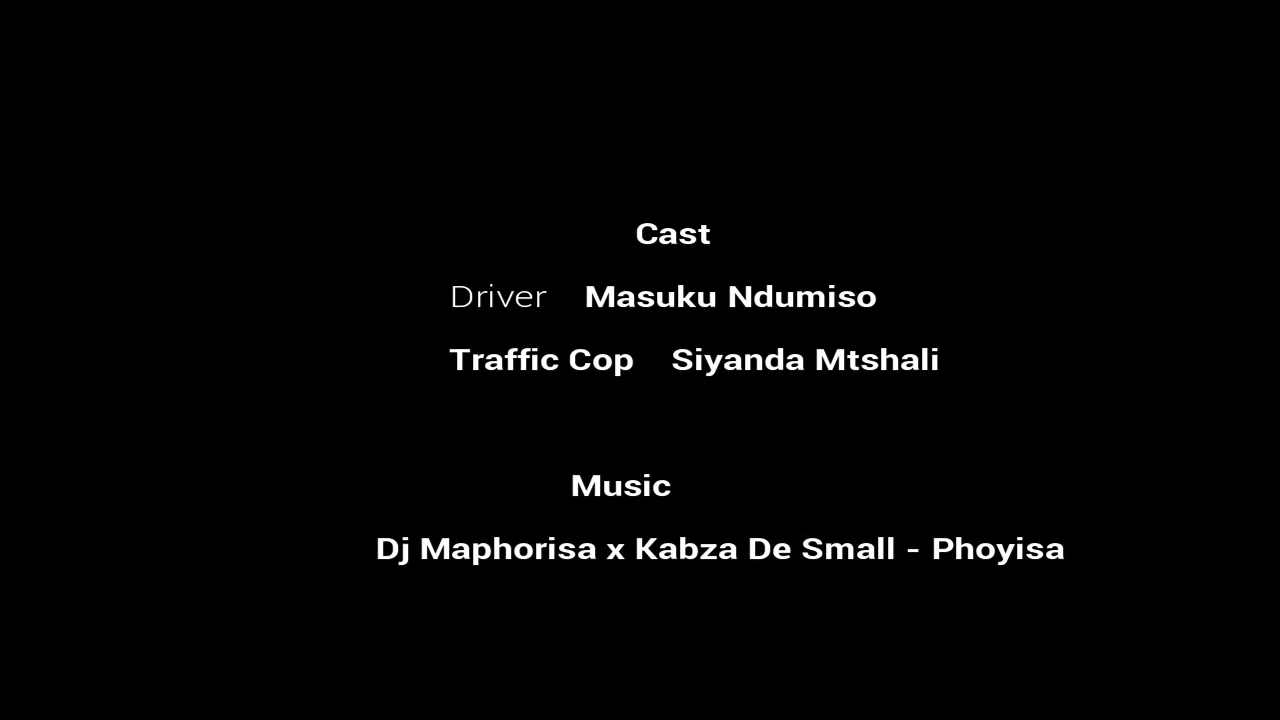 Cast
Driver Masuku Ndumiso
Traffic Cop Siyanda Mtshali
Music
Dj Maphorisa x Kabza De Small - Phoyisa